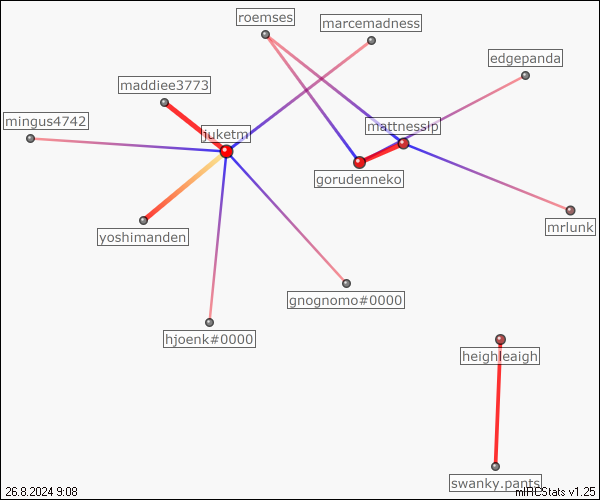 roemses
marcemadness
edgepanda
maddiee3773
mingus4742
juketm
mattnesslp
gorudenneko
mrlunk
yoshimanden
gnognomo#0000
hjoenk#0000
heighleaigh
swanky.pants
26.8.2024 9:08
mIRCStats v1.25